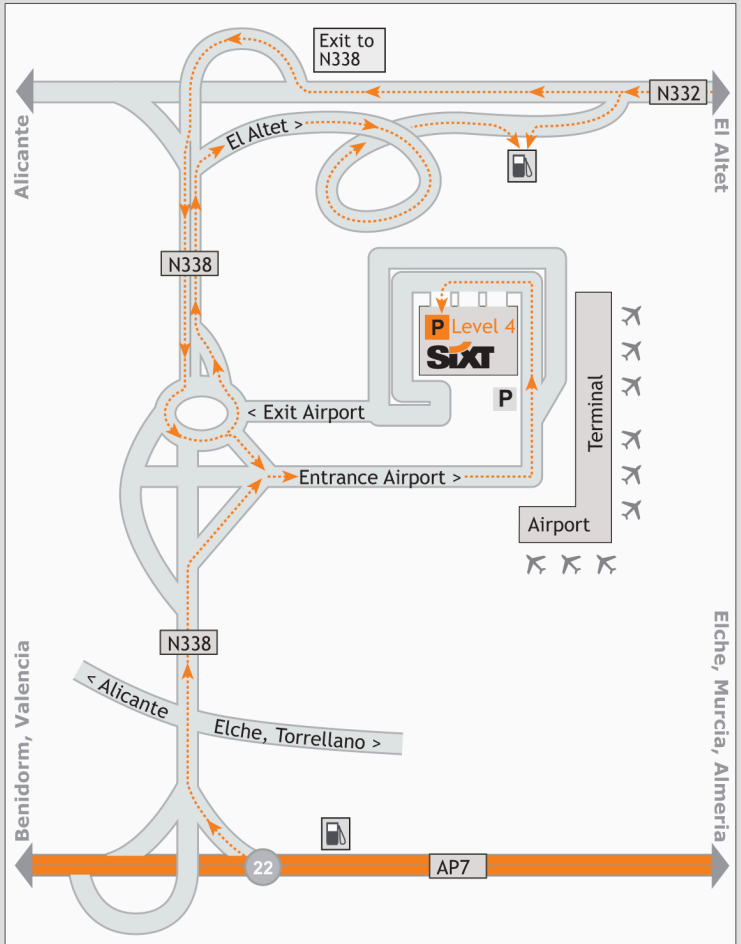 Exit to
N338
N332
Alicante
El Altet >
El Altet
N338
P Level 4
SIXT
P
< Exit Airport
Terminal
Entrance Airport >
Airport
N338
< Alicante
Elche, Torrellano >
Benidorm, Valencia
Elche, Murcia, Almeria
22
AP7